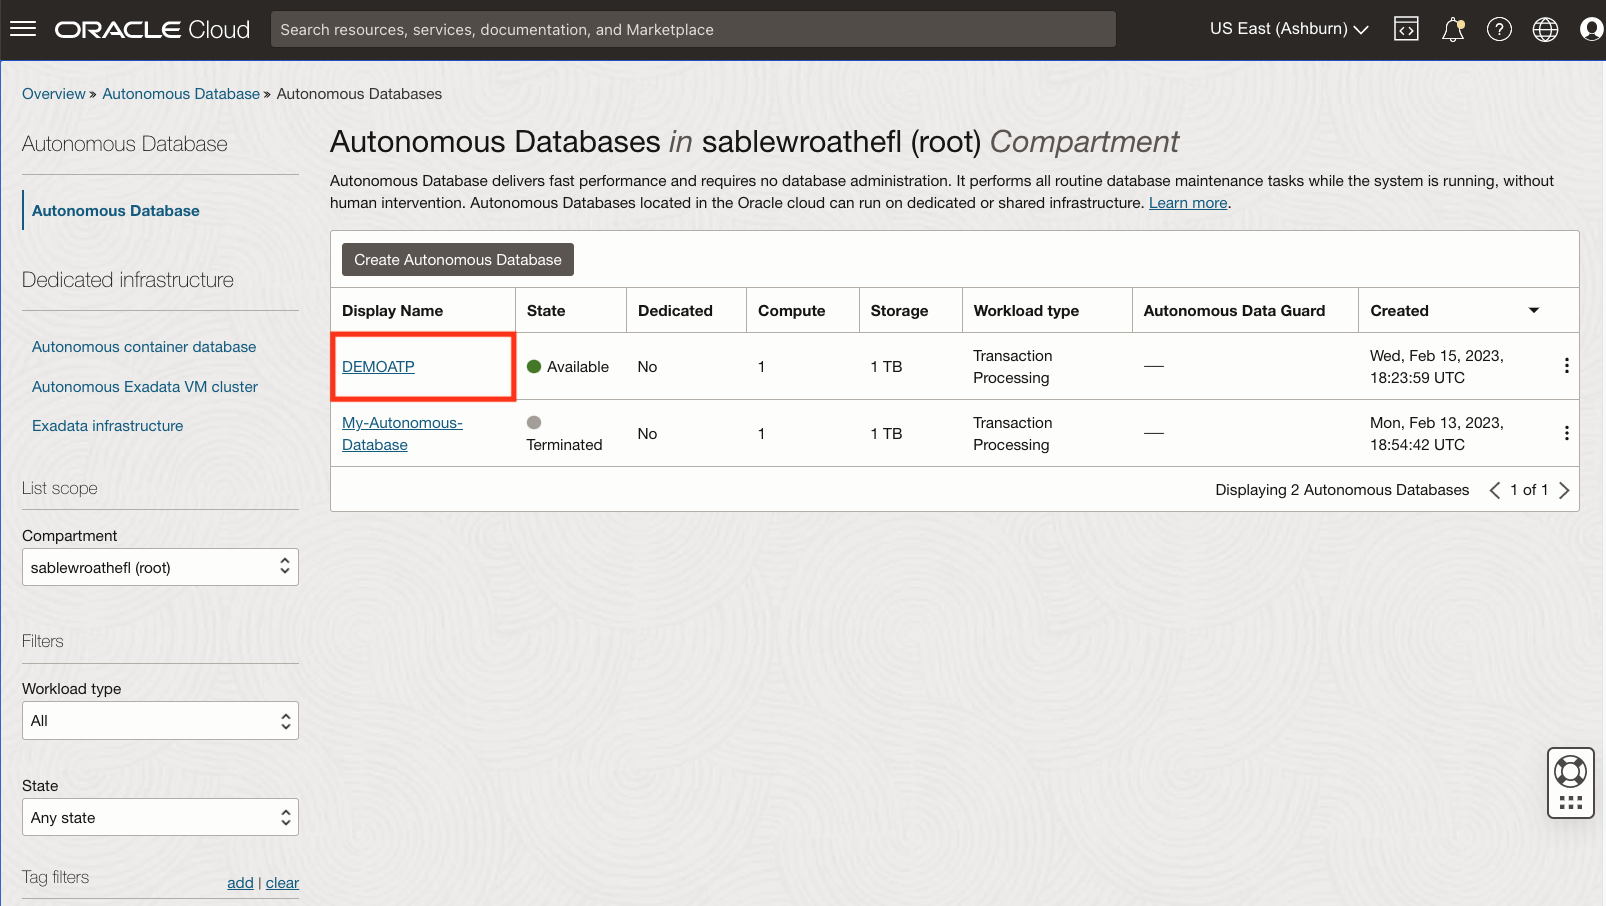 ORACLE Cloud
Search resources, services, documentation, and Marketplace
US East (Ashburn)
Overview » Autonomous Database » Autonomous Databases
Autonomous Database
Autonomous Database
Dedicated infrastructure
Autonomous container database
Autonomous Exadata VM cluster
Exadata infrastructure
List scope
Compartment
sablewroathefl (root)
Filters
Workload type
All
State
Any state
Tag filters
add | clear
Autonomous Databases in sablewroathefl (root) Compartment
Autonomous Database delivers fast performance and requires no database administration. It performs all routine database maintenance tasks while the system is running, without
human intervention. Autonomous Databases located in the Oracle cloud can run on dedicated or shared infrastructure. Learn more.
Create Autonomous Database
Display Name State Dedicated Compute Storage Workload type Autonomous Data Guard Created
DEMOATP Available No 1 1 TB Transaction Processing — Wed, Feb 15, 2023, 18:23:59 UTC
My-Autonomous-Database Terminated No 1 1 TB Transaction Processing — Mon, Feb 13, 2023, 18:54:42 UTC
Displaying 2 Autonomous Databases < 1 of 1 >